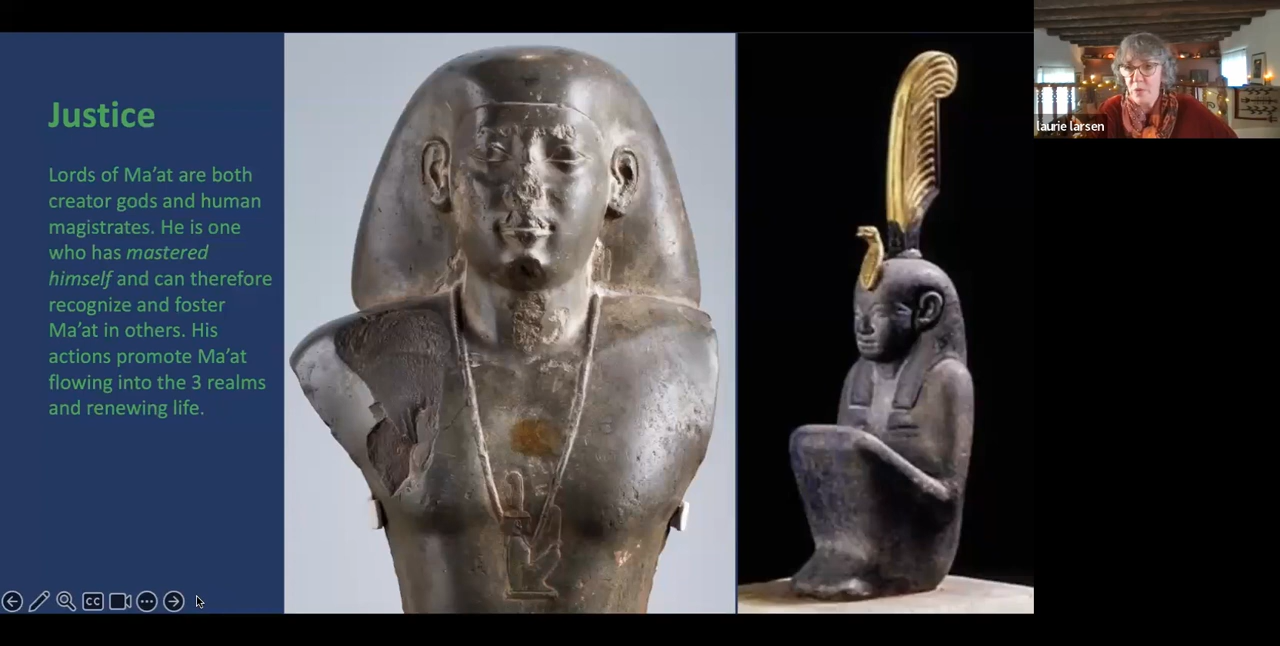 Justice
Lords of Ma’at are both
creator gods and human
magistrates. He is one
who has mastered
himself and can therefore
recognize and foster
Ma’at in others. His
actions promote Ma’at
flowing into the 3 realms
and renewing life.
laurie larsen
CC